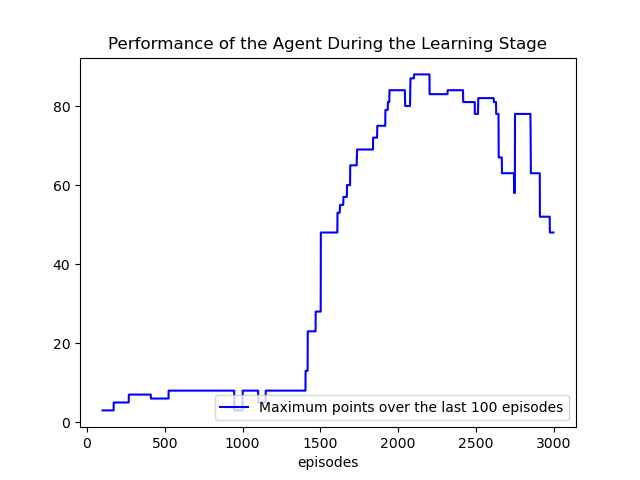 Performance of the Agent During the Learning Stage
80
60
40
20
0
Maximum points over the last 100 episodes
0 500 1000 1500 2000 2500 3000
episodes